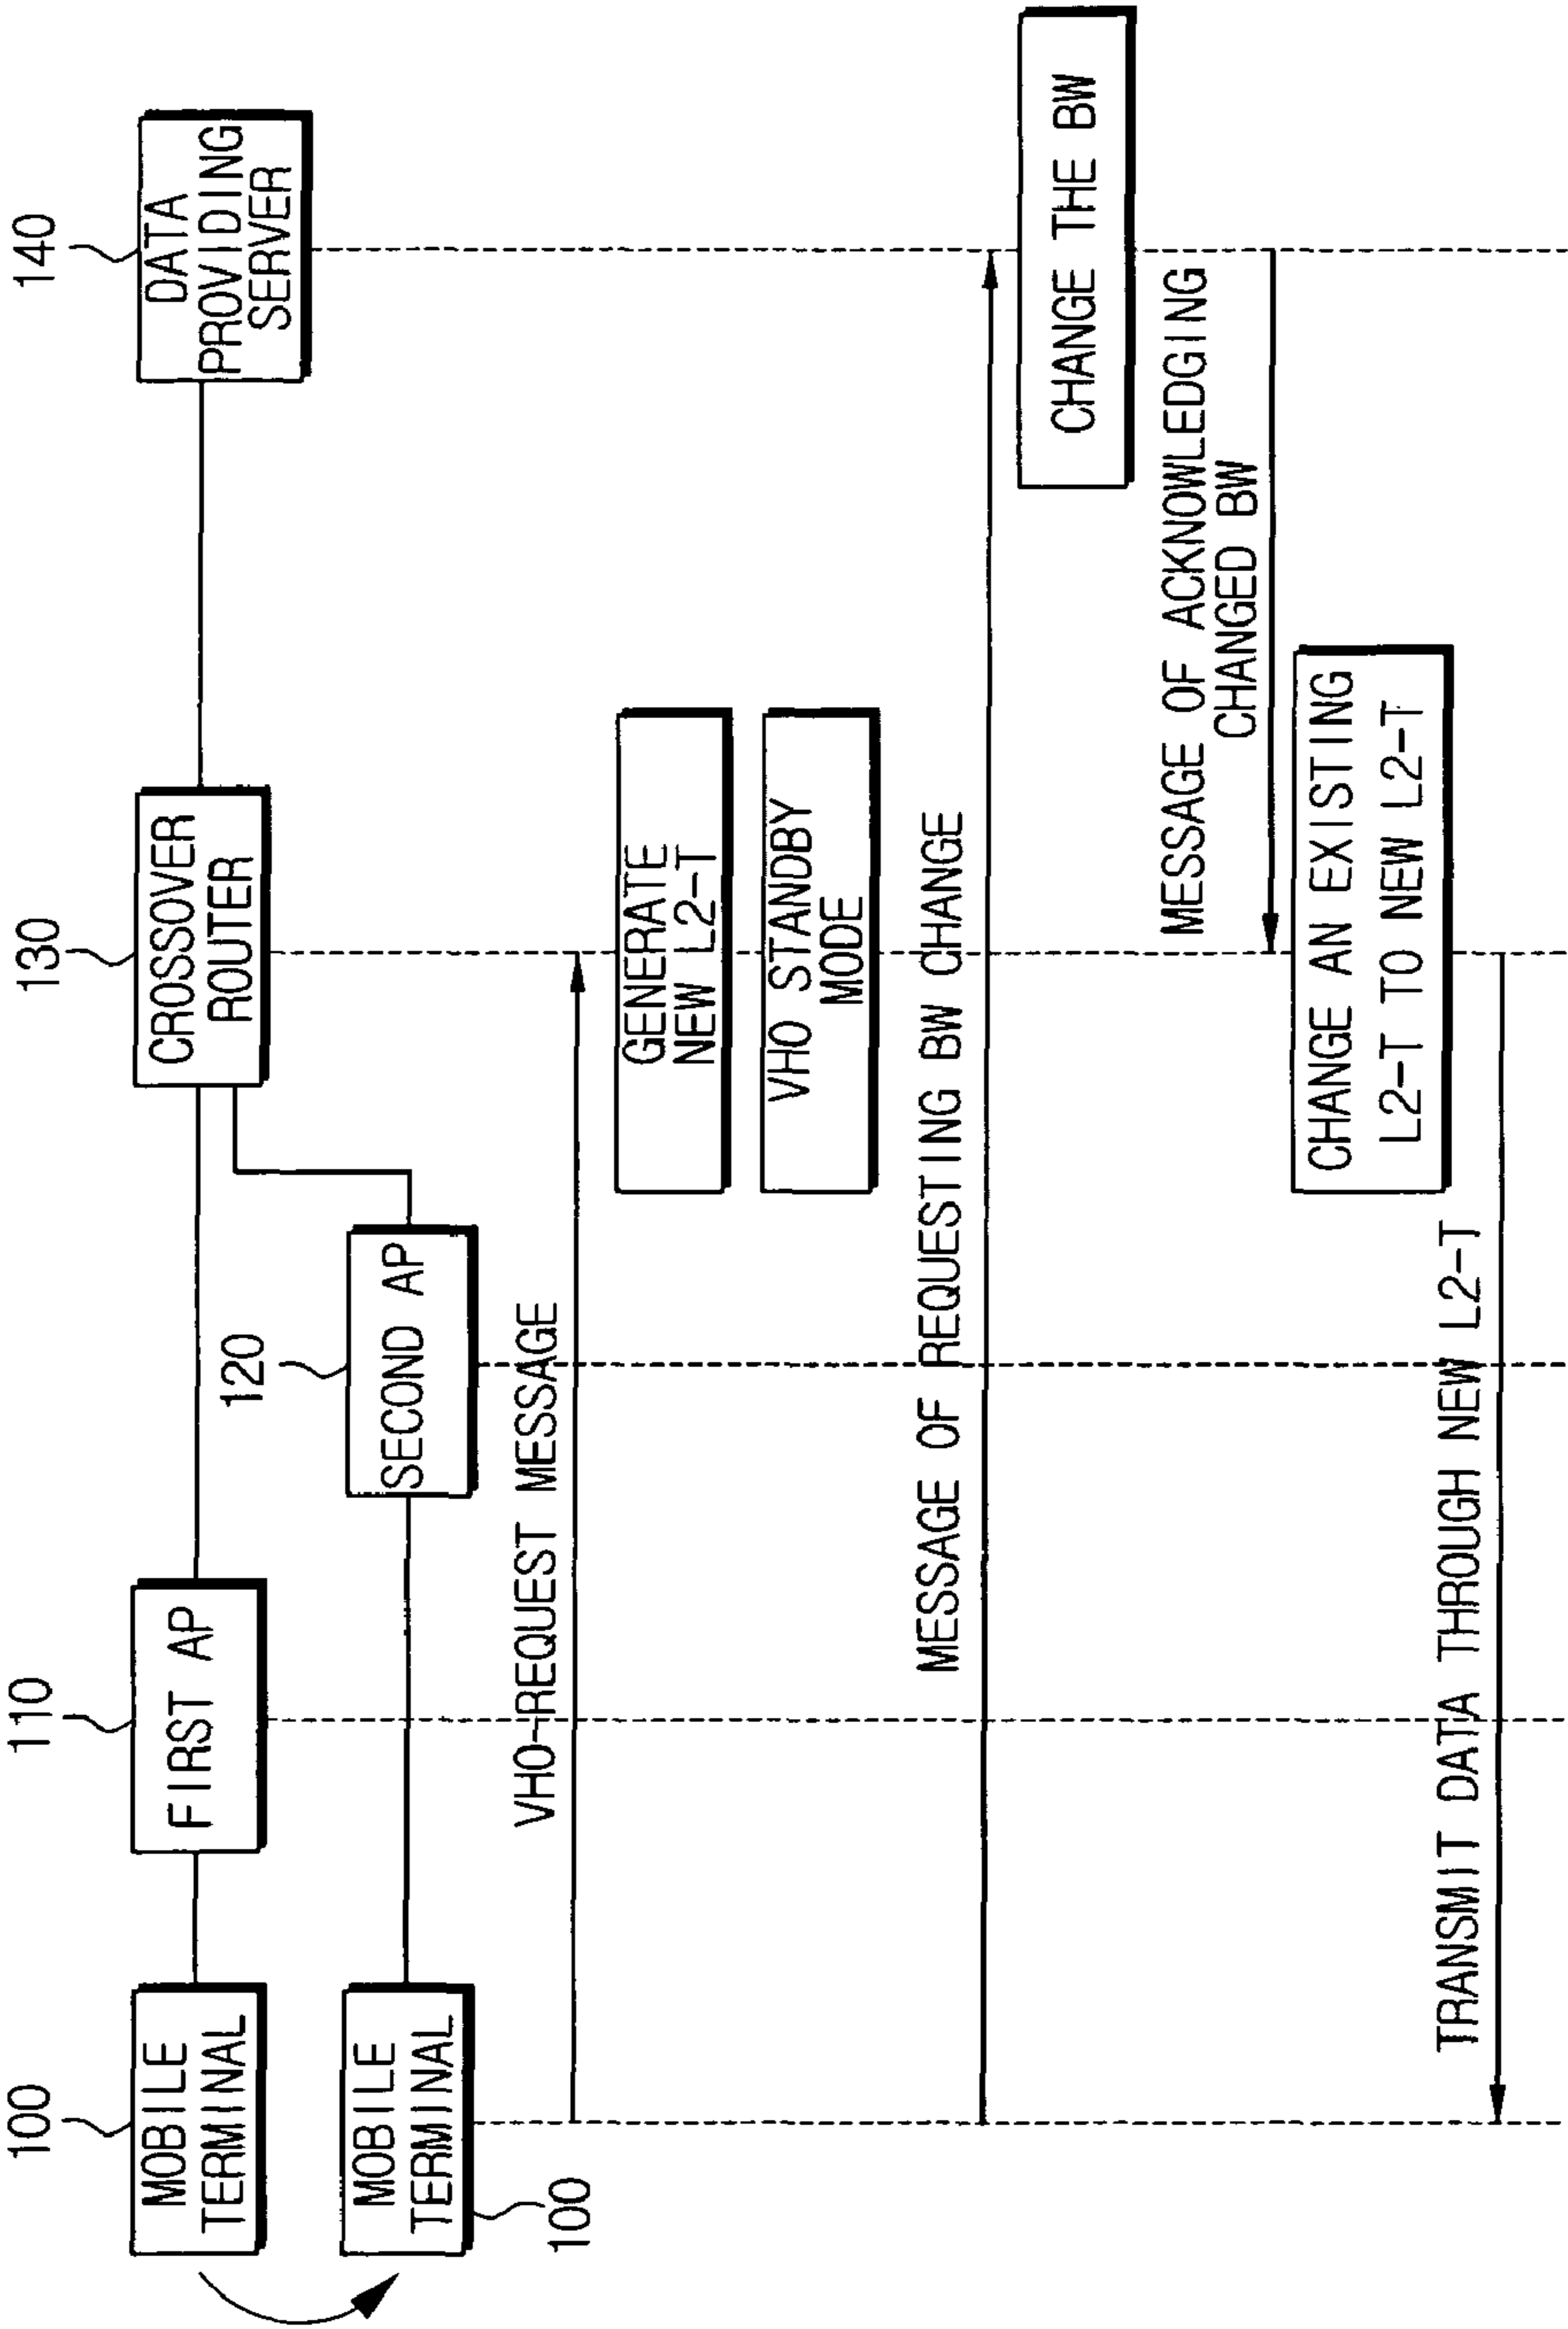 100
110
130
140
MOBILE
TERMINAL
FIRST AP
CROSSOVER
ROUTER
DATA
PROVIDING
SERVER
120
MOBILE
TERMINAL
SECOND AP
100
VHO-REQUEST MESSAGE
GENERATE
NEW L2-T
VHO STANDBY
MODE
MESSAGE OF REQUESTING BW CHANGE
CHANGE THE BW
MESSAGE OF ACKNOWLEDGING
CHANGED BW
CHANGE AN EXISTING
L2-T TO NEW L2-T
TRANSMIT DATA THROUGH NEW L2-T